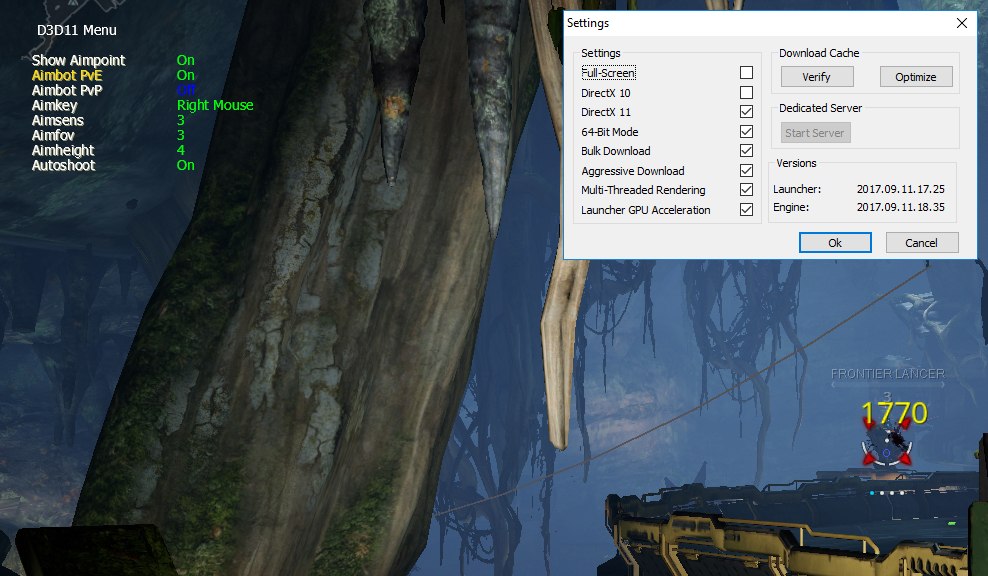 D3D11 Menu
Show Aimpoint On
Aimbot PvE On
Aimbot PvP Off
Aimkey Right Mouse
Aimsens 3
Aimfov 3
Aimheight 4
Autoshoot On
Settings
Settings
Full-Screen
DirectX 10
DirectX 11
64-Bit Mode
Bulk Download
Aggressive Download
Multi-Threaded Rendering
Launcher GPU Acceleration
Download Cache
Verify Optimize
Dedicated Server
Start Server
Versions
Launcher: 2017.09.11.17.25
Engine: 2017.09.11.18.35
Ok Cancel
FRONTIER LANCER
3
1770